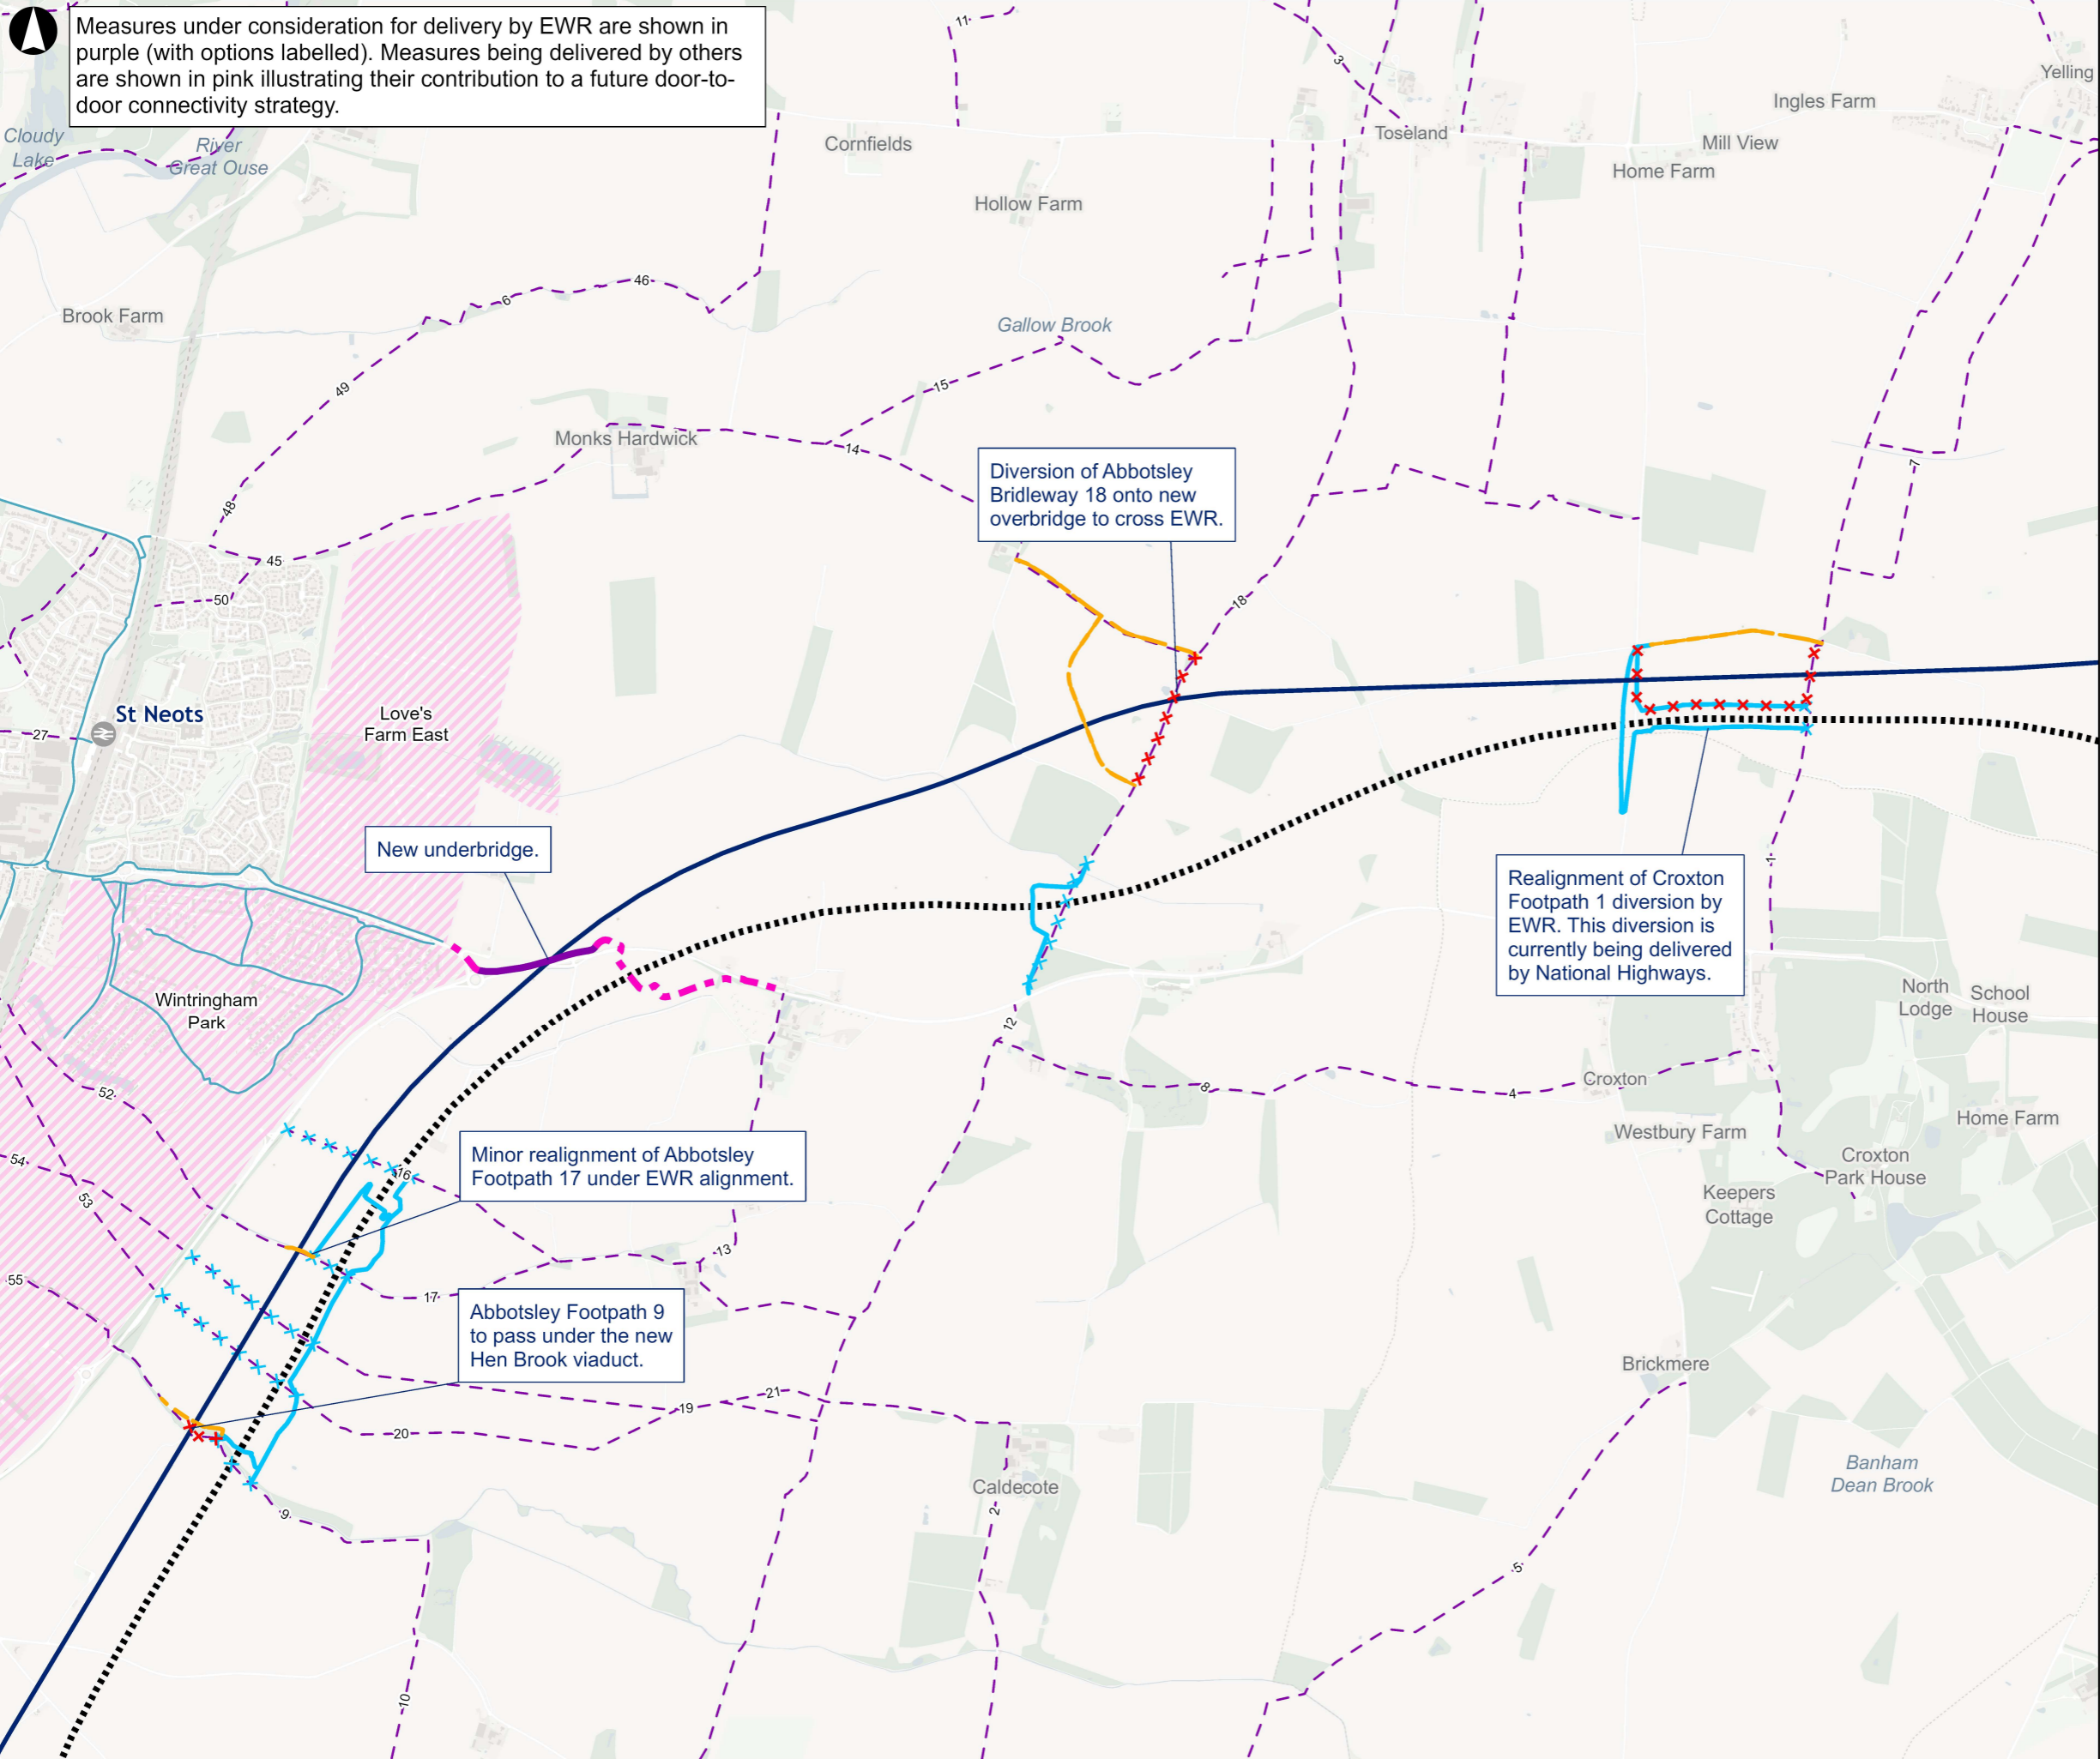 Measures under consideration for delivery by EWR are shown in
purple (with options labelled). Measures being delivered by others
are shown in pink illustrating their contribution to a future door-to-
door connectivity strategy.
11
3
Yelling
Ingles Farm
Cloudy
Lake
River
Great Ouse
Cornfields
Toseland
Mill View
Home Farm
Hollow Farm
46
6
Brook Farm
Gallow Brook
49
15
Monks Hardwick
14
7
Diversion of Abbotsley
Bridleway 18 onto new
overbridge to cross EWR.
48
45
50
18
St Neots
27
Love's
Farm East
New underbridge.
1
Realignment of Croxton
Footpath 1 diversion by
EWR. This diversion is
currently being delivered
by National Highways.
Wintringham
Park
North
Lodge
School
House
12
52
8
4
Croxton
Home Farm
Westbury Farm
54
16
Minor realignment of Abbotsley
Footpath 17 under EWR alignment.
Croxton
Park House
53
Keepers
Cottage
13
55
17
Abbotsley Footpath 9
to pass under the new
Hen Brook viaduct.
Brickmere
21
19
20
Banham
Dean Brook
Caldecote
9
2
5
10